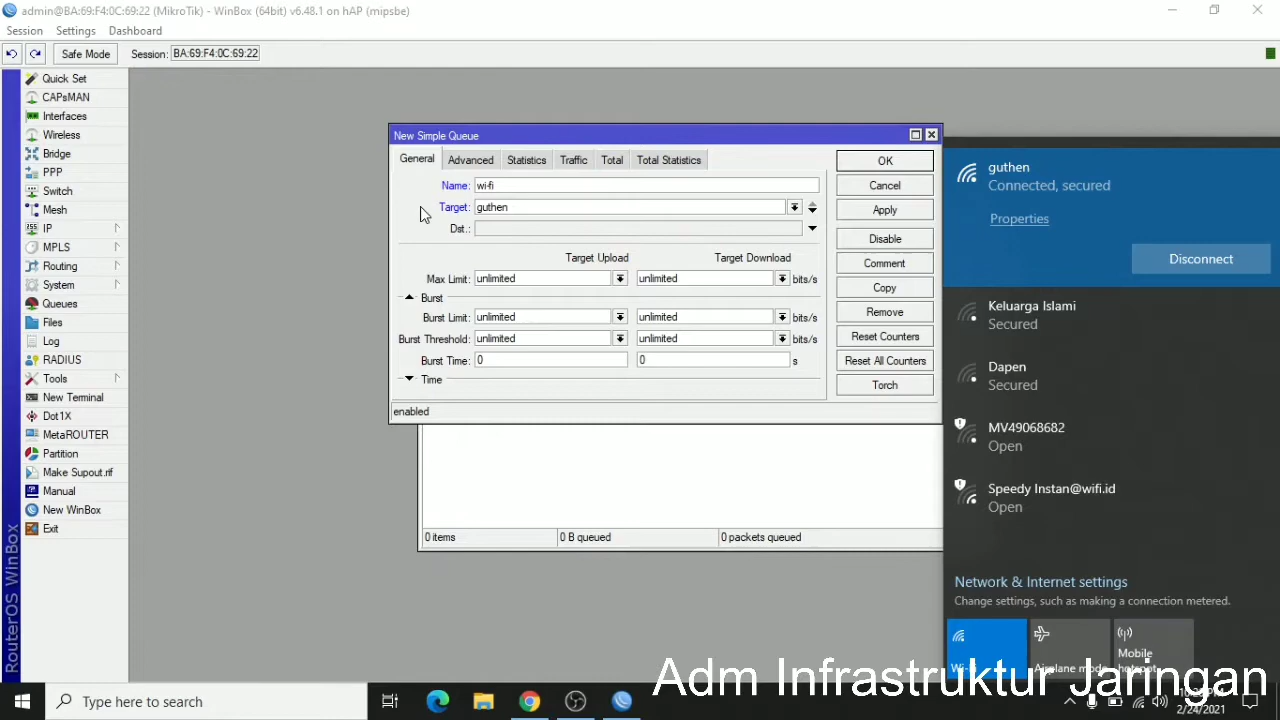 admin@BA:69:F4:0C:69:22 (MikroTik) - WinBox (64bit) v6.48.1 on hAP (mipsbe)
Session Settings Dashboard
Safe Mode Session: BA:69:F4:0C:69:22
Quick Set
CAPsMAN
Interfaces
Wireless
Bridge
PPP
Switch
Mesh
IP
MPLS
Routing
System
Queues
Files
Log
RADIUS
Tools
New Terminal
Dot1X
MetaROUTER
Partition
Make Supout.rif
Manual
New WinBox
Exit
RouterOS WinBox
New Simple Queue
General Advanced Statistics Traffic Total Total Statistics
Name: wi-fi
Target: guthen
Dst.:
Target Upload Target Download
Max Limit: unlimited unlimited bits/s
Burst
Burst Limit: unlimited unlimited bits/s
Burst Threshold: unlimited unlimited bits/s
Burst Time: 0 0 s
Time
enabled
OK
Cancel
Apply
Disable
Comment
Copy
Remove
Reset Counters
Reset All Counters
Torch
0 items 0 B queued 0 packets queued
guthen
Connected, secured
Properties
Disconnect
Keluarga Islami
Secured
Dapen
Secured
MV49068682
Open
Speedy Instan@wifi.id
Open
Network & Internet settings
Change settings, such as making a connection metered.
Airplane mode
Mobile
hotspot
Adm Infrastruktur Jaringan
Type here to search
2/24/2021